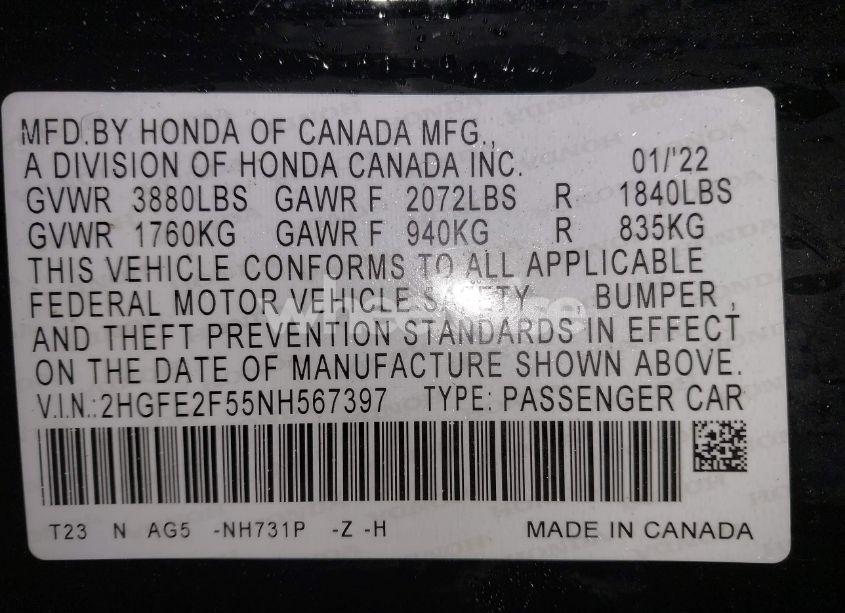 MFD.BY HONDA OF CANADA MFG.,
A DIVISION OF HONDA CANADA INC. 01/'22
GVWR 3880LBS GAWR F 2072LBS R 1840LBS
GVWR 1760KG GAWR F 940KG R 835KG
THIS VEHICLE CONFORMS TO ALL APPLICABLE
FEDERAL MOTOR VEHICLE SAFETY BUMPER ,
AND THEFT PREVENTION STANDARDS IN EFFECT
ON THE DATE OF MANUFACTURE SHOWN ABOVE.
V.I.N.:2HGFE2F55NH567397 TYPE: PASSENGER CAR
T23 N AG5 -NH731P -Z -H MADE IN CANADA